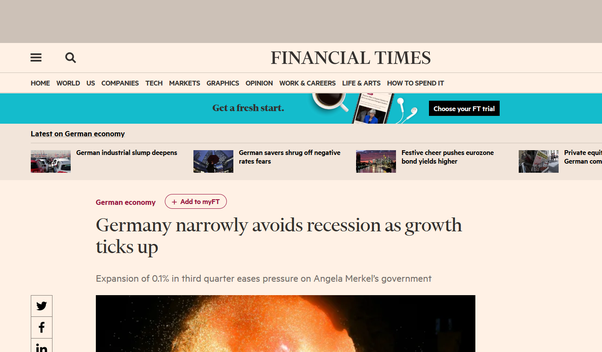 FINANCIAL TIMES
HOME WORLD US COMPANIES TECH MARKETS GRAPHICS OPINION WORK & CAREERS LIFE & ARTS HOW TO SPEND IT
Get a fresh start. Choose your FT trial
Latest on German economy
German industrial slump deepens
German savers shrug off negative
rates fears
Festive cheer pushes eurozone
bond yields higher
Private equi
German com
German economy + Add to myFT
Germany narrowly avoids recession as growth
ticks up
Expansion of 0.1% in third quarter eases pressure on Angela Merkel's government